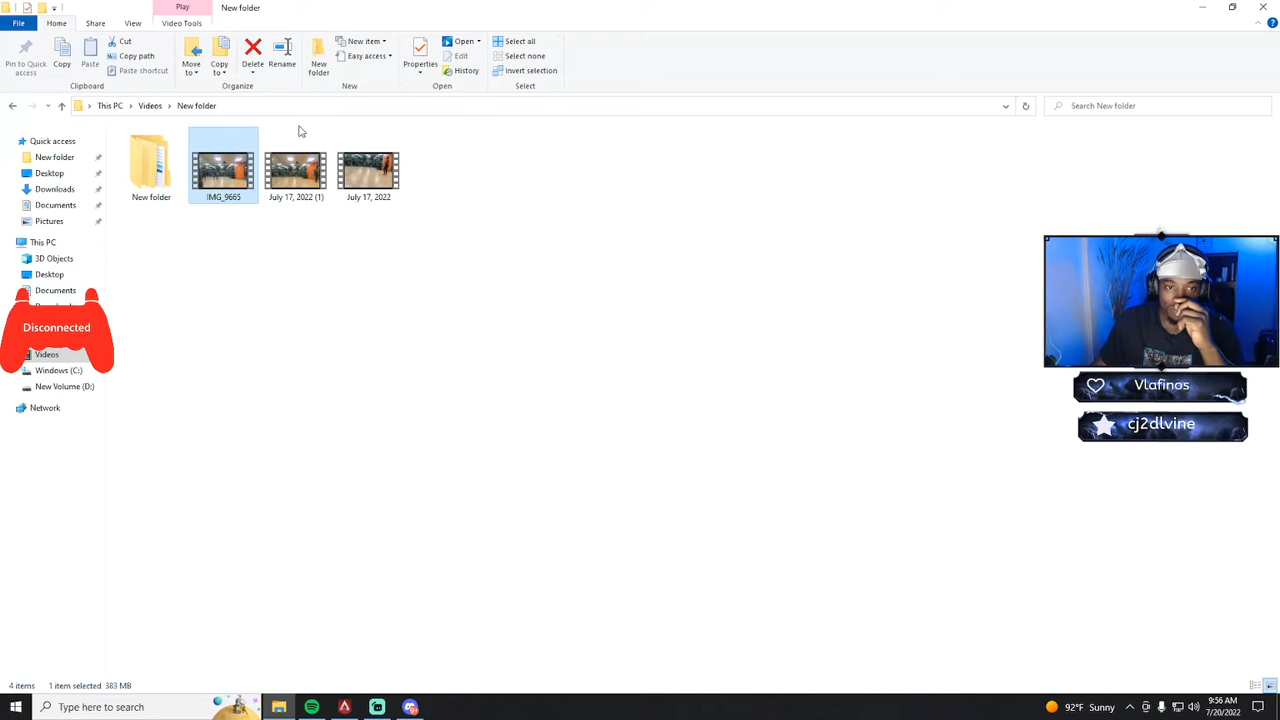 Play
New folder
File
Home
Share
View
Video Tools
Pin to Quick access
Copy
Paste
Cut
Copy path
Paste shortcut
Clipboard
Move to
Copy to
Delete
Rename
Organize
New folder
New item
Easy access
New
Properties
Open
Edit
History
Open
Select all
Select none
Invert selection
Select
This PC
Videos
New folder
Search New folder
Quick access
New folder
Desktop
Downloads
Documents
Pictures
This PC
3D Objects
Desktop
Documents
Disconnected
Videos
Windows (C:)
New Volume (D:)
Network
New folder
IMG_9665
July 17, 2022 (1)
July 17, 2022
Vlafinos
cj2dlvine
4 items
1 item selected 383 MB
Type here to search
92°F Sunny
9:56 AM
7/20/2022